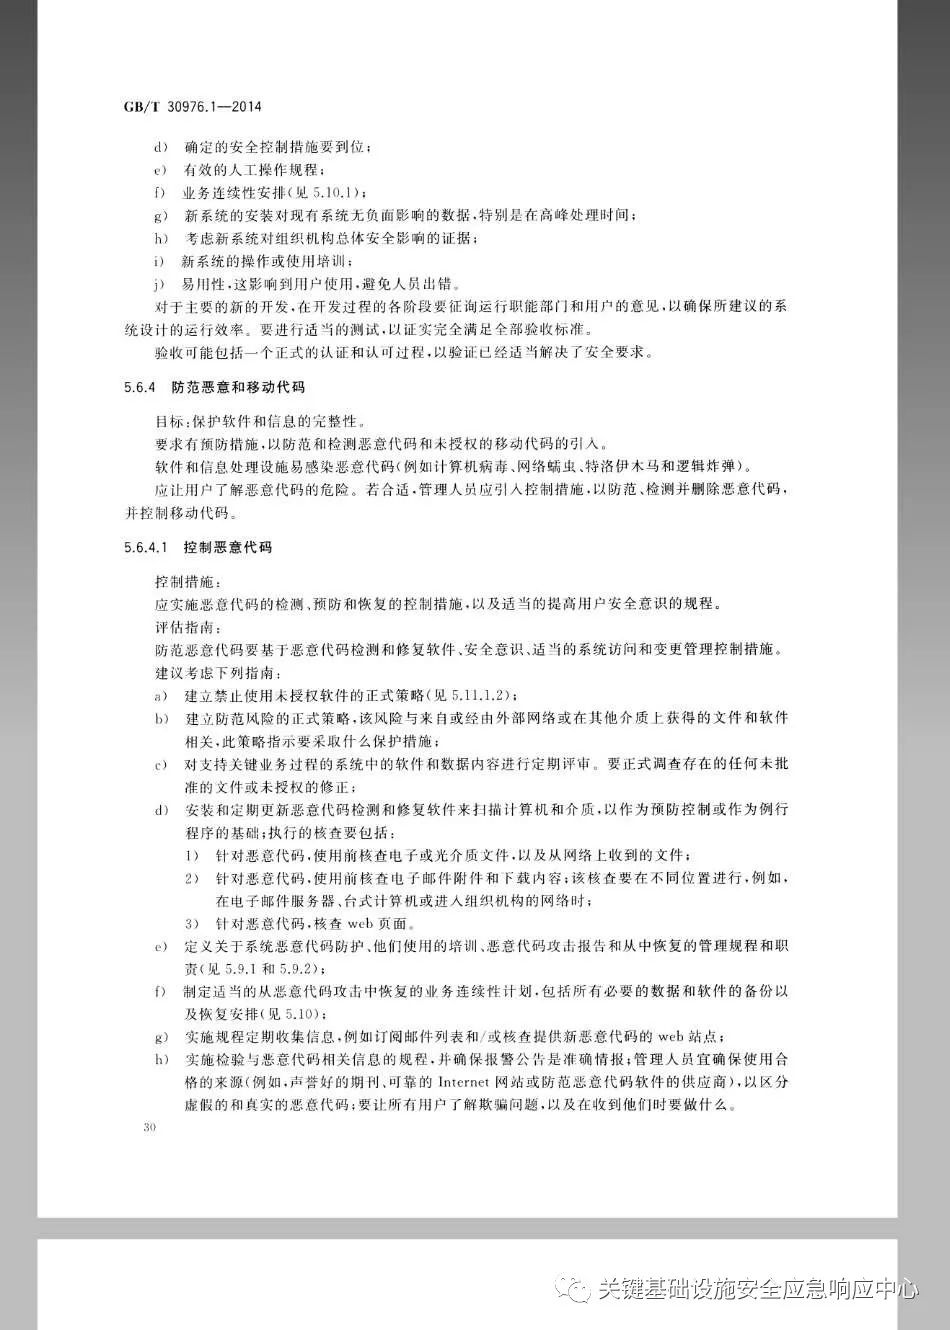 GB/T 30976.1—2014
d) 确定的安全控制措施要到位;
e) 有效的人工操作规程;
f) 业务连续性安排(见 5.10.1);
g) 新系统的安装对现有系统无负面影响的数据,特别是在高峰处理时间;
h) 考虑新系统对组织机构总体安全影响的证据;
i) 新系统的操作或使用培训;
j) 易用性,这影响到用户使用,避免人员出错。
对于主要的新的开发,在开发过程的各阶段要征询运行职能部门和用户的意见,以确保所建议的系
统设计的运行效率。要进行适当的测试,以证实完全满足全部验收标准。
验收可能包括一个正式的认证和认可过程,以验证已经适当解决了安全要求。
5.6.4 防范恶意和移动代码
目标:保护软件和信息的完整性。
要求有预防措施,以防范和检测恶意代码和未授权的移动代码的引入。
软件和信息处理设施易感染恶意代码(例如计算机病毒、网络蠕虫、特洛伊木马和逻辑炸弹)。
应让用户了解恶意代码的危险。若合适,管理人员应引入控制措施,以防范、检测并删除恶意代码,
并控制移动代码。
5.6.4.1 控制恶意代码
控制措施:
应实施恶意代码的检测、预防和恢复的控制措施,以及适当的提高用户安全意识的规程。
评估指南:
防范恶意代码要基于恶意代码检测和修复软件、安全意识、适当的系统访问和变更管理控制措施。
建议考虑下列指南:
a) 建立禁止使用未授权软件的正式策略(见 5.11.1.2);
b) 建立防范风险的正式策略,该风险与来自或经由外部网络或在其他介质上获得的文件和软件
相关,此策略指示要采取什么保护措施;
c) 对支持关键业务过程的系统中的软件和数据内容进行定期评审。要正式调查存在的任何未批
准的文件或未授权的修正;
d) 安装和定期更新恶意代码检测和修复软件来扫描计算机和介质,以作为预防控制或作为例行
程序的基础;执行的核查要包括:
1) 针对恶意代码,使用前核查电子或光介质文件,以及从网络上收到的文件;
2) 针对恶意代码,使用前核查电子邮件附件和下载内容;该核查要在不同位置进行,例如,
在电子邮件服务器、台式计算机或进入组织机构的网络时;
3) 针对恶意代码,核查 web 页面。
e) 定义关于系统恶意代码防护、他们使用的培训、恶意代码攻击报告和从中恢复的管理规程和职
责(见 5.9.1 和 5.9.2);
f) 制定适当的从恶意代码攻击中恢复的业务连续性计划,包括所有必要的数据和软件的备份以
及恢复安排(见 5.10);
g) 实施规程定期收集信息,例如订阅邮件列表和/或核查提供新恶意代码的 web 站点;
h) 实施检验与恶意代码相关信息的规程,并确保报警公告是准确情报;管理人员宜确保使用合
格的来源(例如,声誉好的期刊、可靠的 Internet 网站或防范恶意代码软件的供应商),以区分
虚假的和真实的恶意代码;要让所有用户了解欺骗问题,以及在收到他们时要做什么。
30
关键基础设施安全应急响应中心